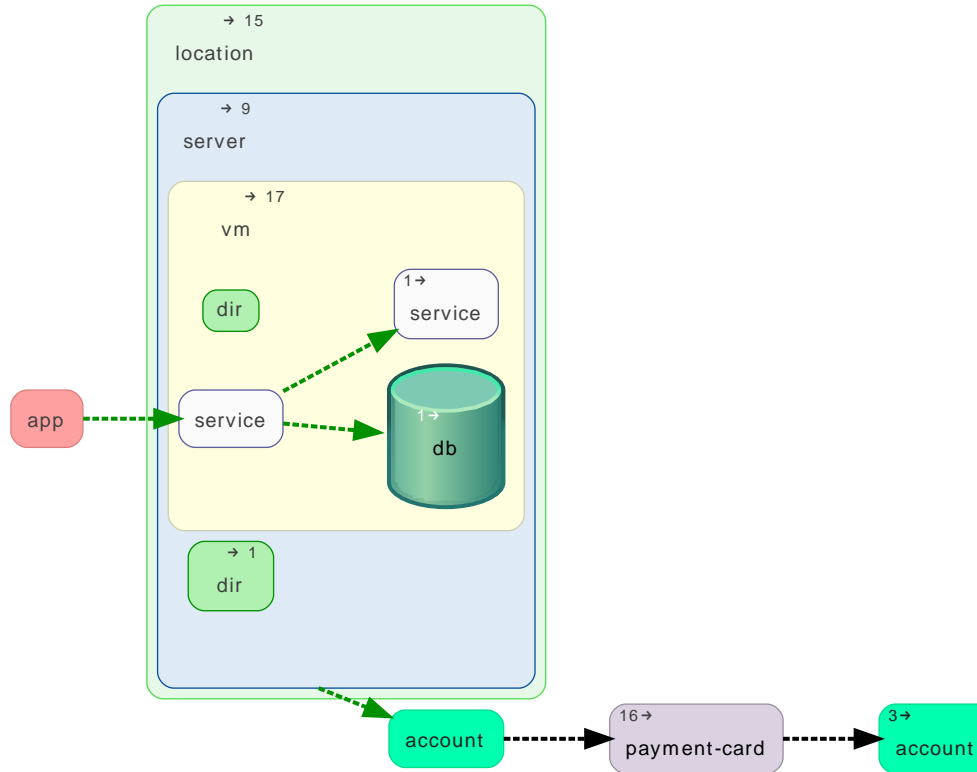 → 15
location
→ 9
server
→ 17
vm
1→
dir
service
app
service
1→
db
→ 1
dir
account
16→
payment-card
3→
account